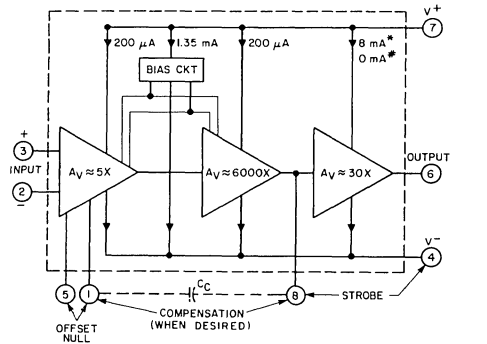 V+
7
200 μA
1.35 mA
200 μA
8 mA*
0 mA#
BIAS CKT
+
3
INPUT
2
−
AV ≈ 5X
AV ≈ 6000X
AV ≈ 30X
OUTPUT
6
V−
4
5
1
CC
8
STROBE
OFFSET
NULL
COMPENSATION
(WHEN DESIRED)